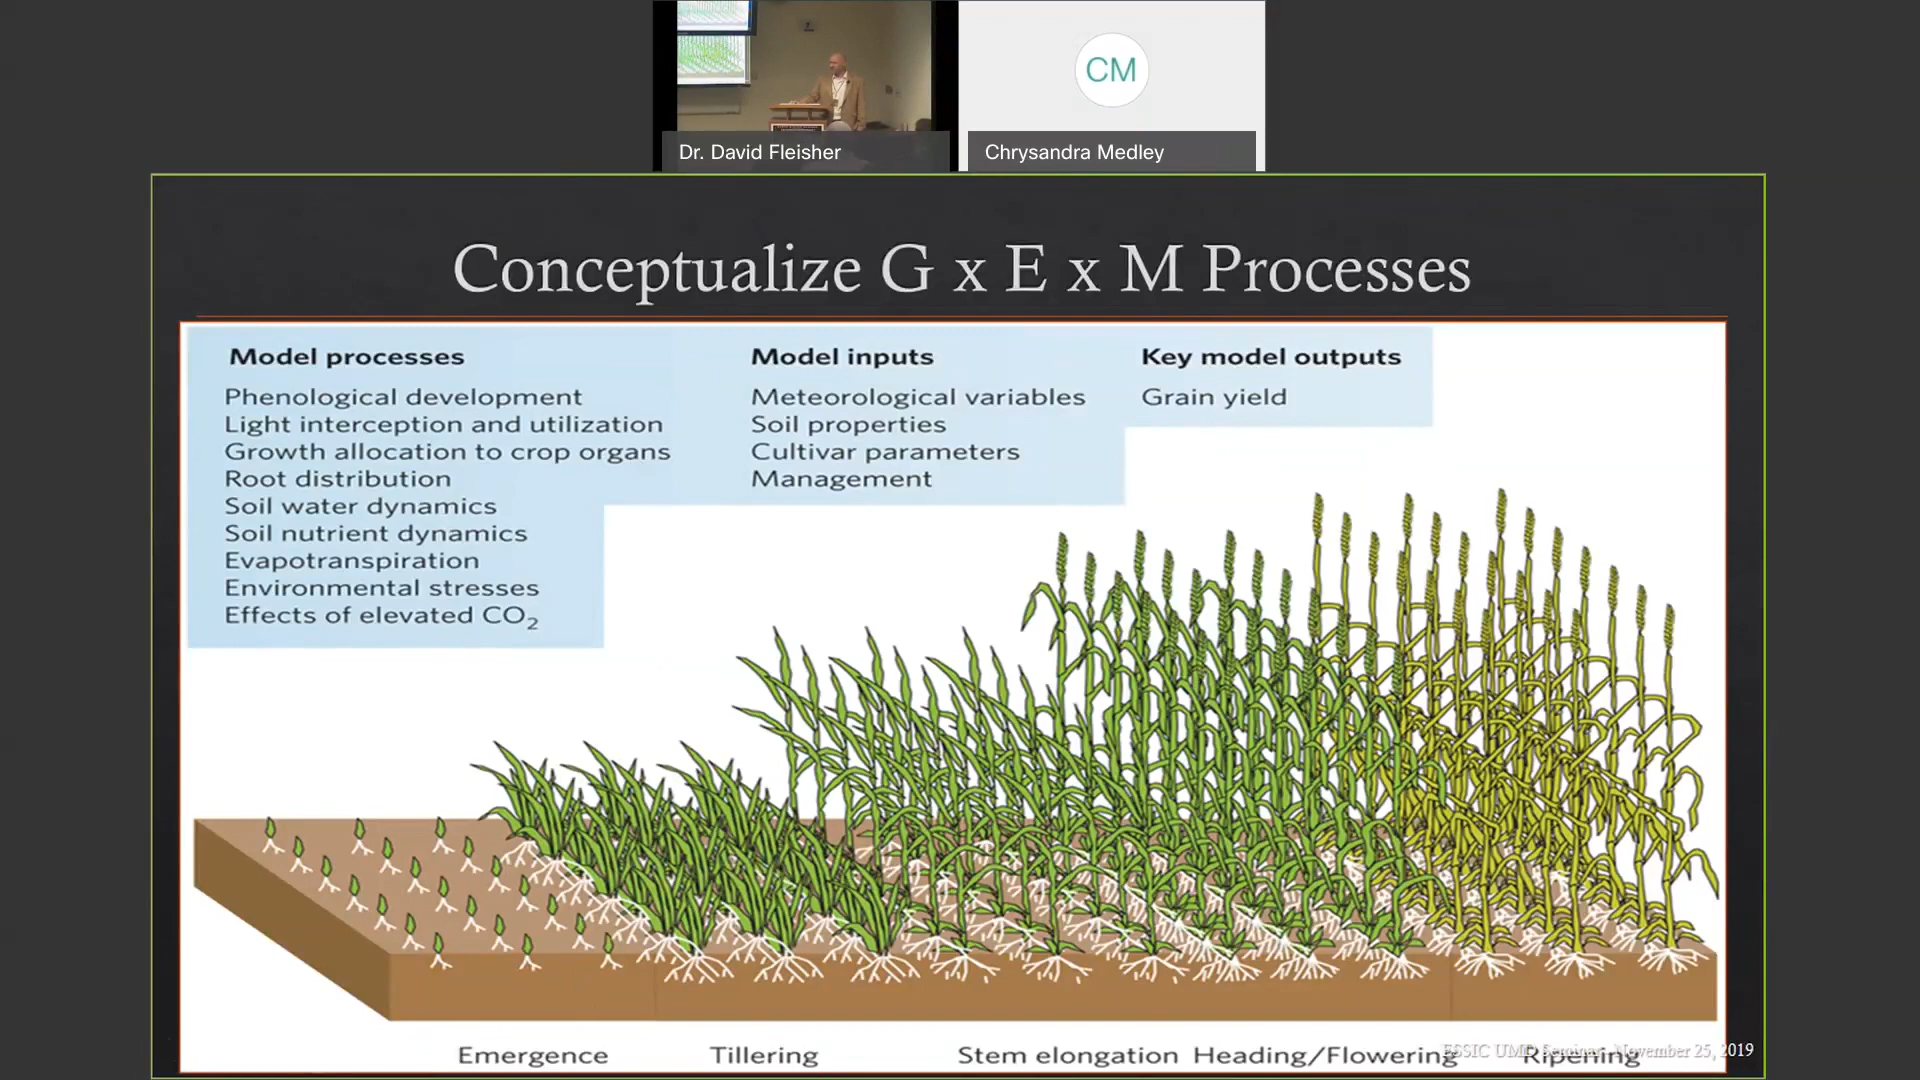 CM
Dr. David Fleisher
Chrysandra Medley
Conceptualize G x E x M Processes
Model processes
Phenological development
Light interception and utilization
Growth allocation to crop organs
Root distribution
Soil water dynamics
Soil nutrient dynamics
Evapotranspiration
Environmental stresses
Effects of elevated CO₂
Model inputs
Meteorological variables
Soil properties
Cultivar parameters
Management
Key model outputs
Grain yield
Emergence
Tillering
Stem elongation
Heading/Flowering
Ripening
ESSIC UMD Seminar - November 25, 2019